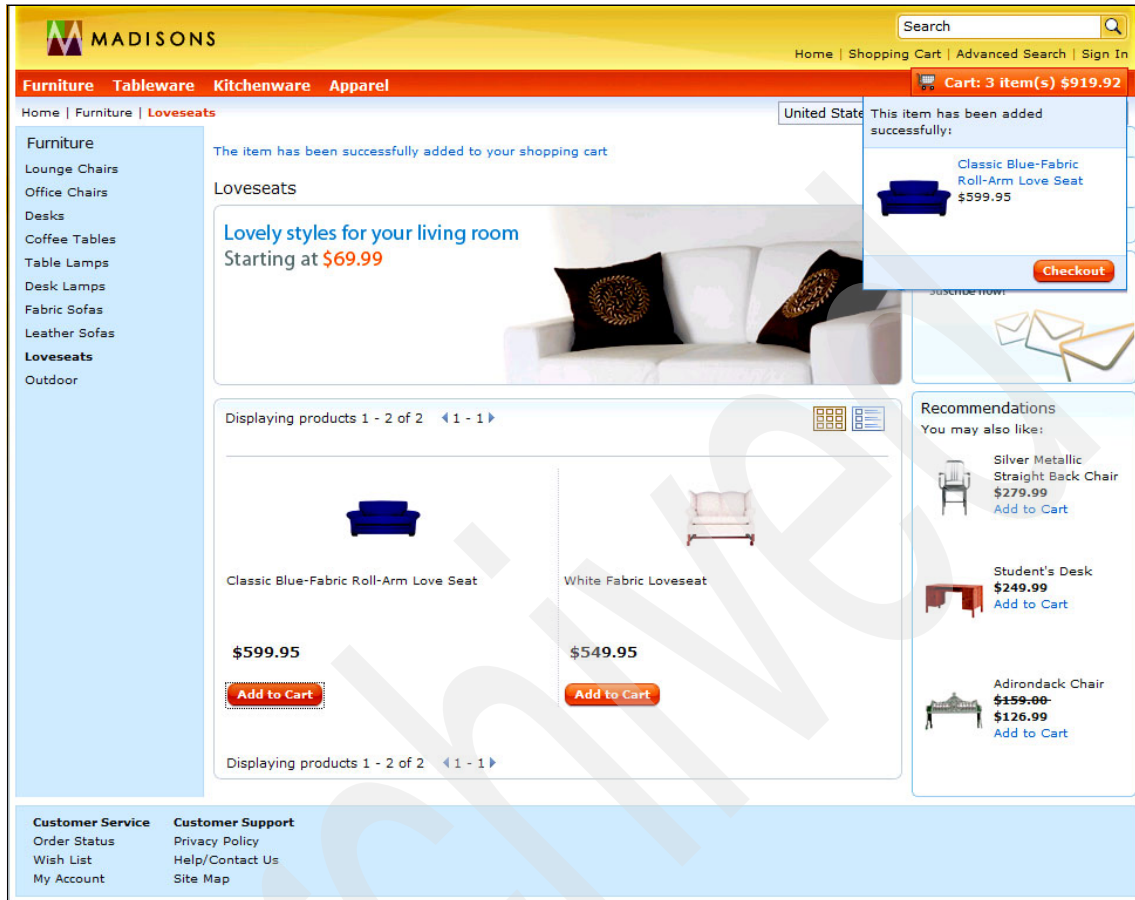 MADISONS
Search
Home | Shopping Cart | Advanced Search | Sign In
Furniture Tableware Kitchenware Apparel
Cart: 3 item(s) $919.92
Home | Furniture | Loveseats
United State
This item has been added
successfully:
Classic Blue-Fabric
Roll-Arm Love Seat
$599.95
Checkout
Furniture
Lounge Chairs
Office Chairs
Desks
Coffee Tables
Table Lamps
Desk Lamps
Fabric Sofas
Leather Sofas
Loveseats
Outdoor
The item has been successfully added to your shopping cart
Loveseats
Lovely styles for your living room
Starting at $69.99
Suscribe now!
Displaying products 1 - 2 of 2 1 - 1
Classic Blue-Fabric Roll-Arm Love Seat
$599.95
Add to Cart
White Fabric Loveseat
$549.95
Add to Cart
Displaying products 1 - 2 of 2 1 - 1
Recommendations
You may also like:
Silver Metallic
Straight Back Chair
$279.99
Add to Cart
Student's Desk
$249.99
Add to Cart
Adirondack Chair
$159.00
$126.99
Add to Cart
Customer Service
Order Status
Wish List
My Account
Customer Support
Privacy Policy
Help/Contact Us
Site Map